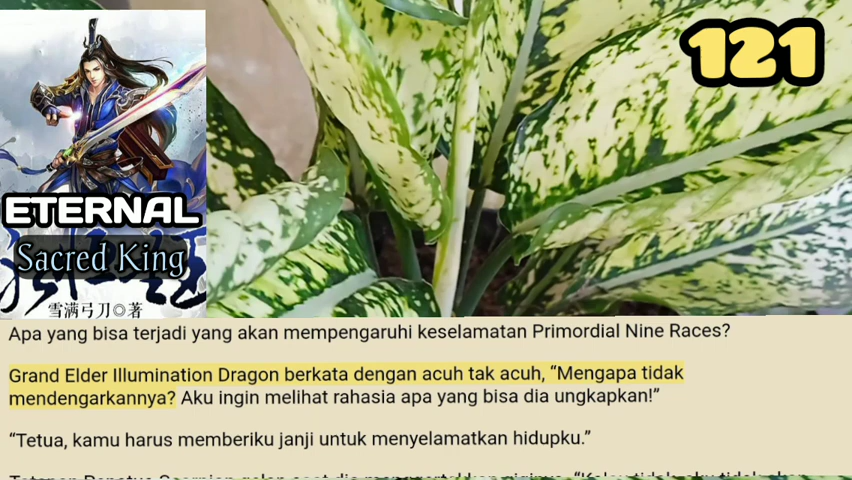 121
ETERNAL
Sacred King
雪满弓刀◎著
Apa yang bisa terjadi yang akan mempengaruhi keselamatan Primordial Nine Races?
Grand Elder Illumination Dragon berkata dengan acuh tak acuh, “Mengapa tidak
mendengarkannya? Aku ingin melihat rahasia apa yang bisa dia ungkapkan!”
“Tetua, kamu harus memberiku janji untuk menyelamatkan hidupku.”